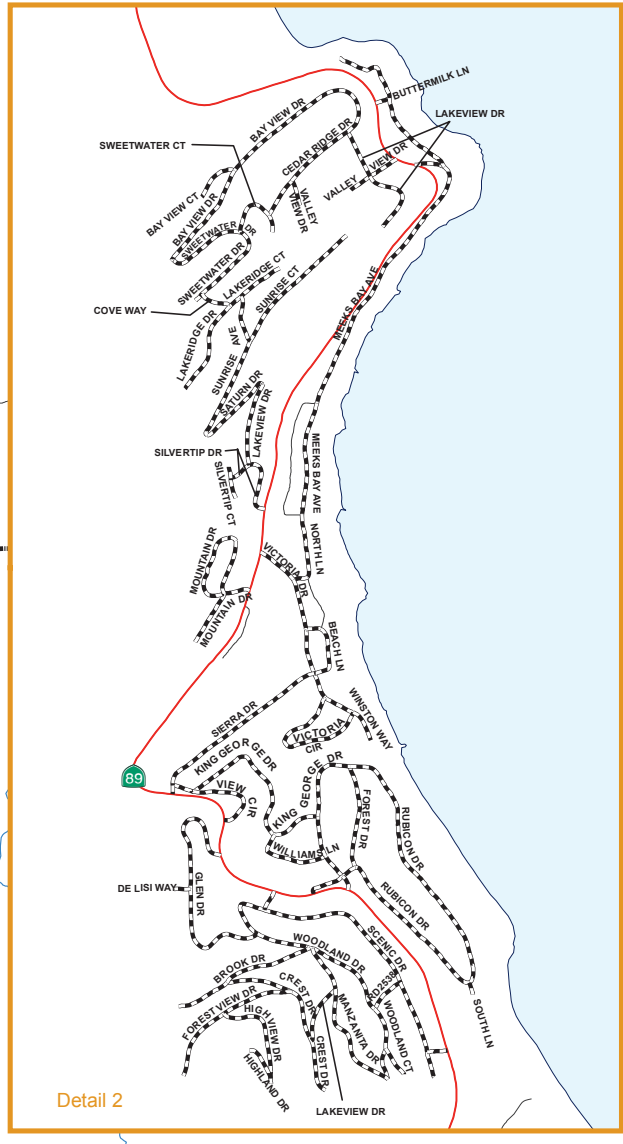 BUTTERMILK LN
LAKEVIEW DR
BAY VIEW DR
SWEETWATER CT
CEDAR RIDGE DR
VIEW DR
VALLEY
VALLEY
VIEW DR
BAY VIEW CT
BAY VIEW DR
SWEETWATER DR
SWEETWATER DR
LAKERIDGE CT
SUNRISE CT
COVE WAY
MEEKS BAY AVE
LAKERIDGE DR
AVE
SUNRISE
SATURN DR
LAKEVIEW DR
SILVERTIP DR
SILVERTIP CT
MEEKS BAY AVE
NORTH LN
MOUNTAIN DR
VICTORIA DR
MOUNTAIN DR
BEACH LN
SIERRA DR
WINSTON WAY
VICTORIA
CIR
KING GEORGE DR
89
VIEW CIR
KING GEORGE DR
FOREST DR
RUBICON DR
WILLIAMS LN
DE LISI WAY
GLEN DR
RUBICON DR
SCENIC DR
WOODLAND DR
BROOK DR
CREST DR
RD2538
FOREST VIEW DR
HIGH VIEW DR
MANZANITA DR
WOODLAND CT
SOUTH LN
CREST DR
HIGHLAND DR
LAKEVIEW DR
Detail 2